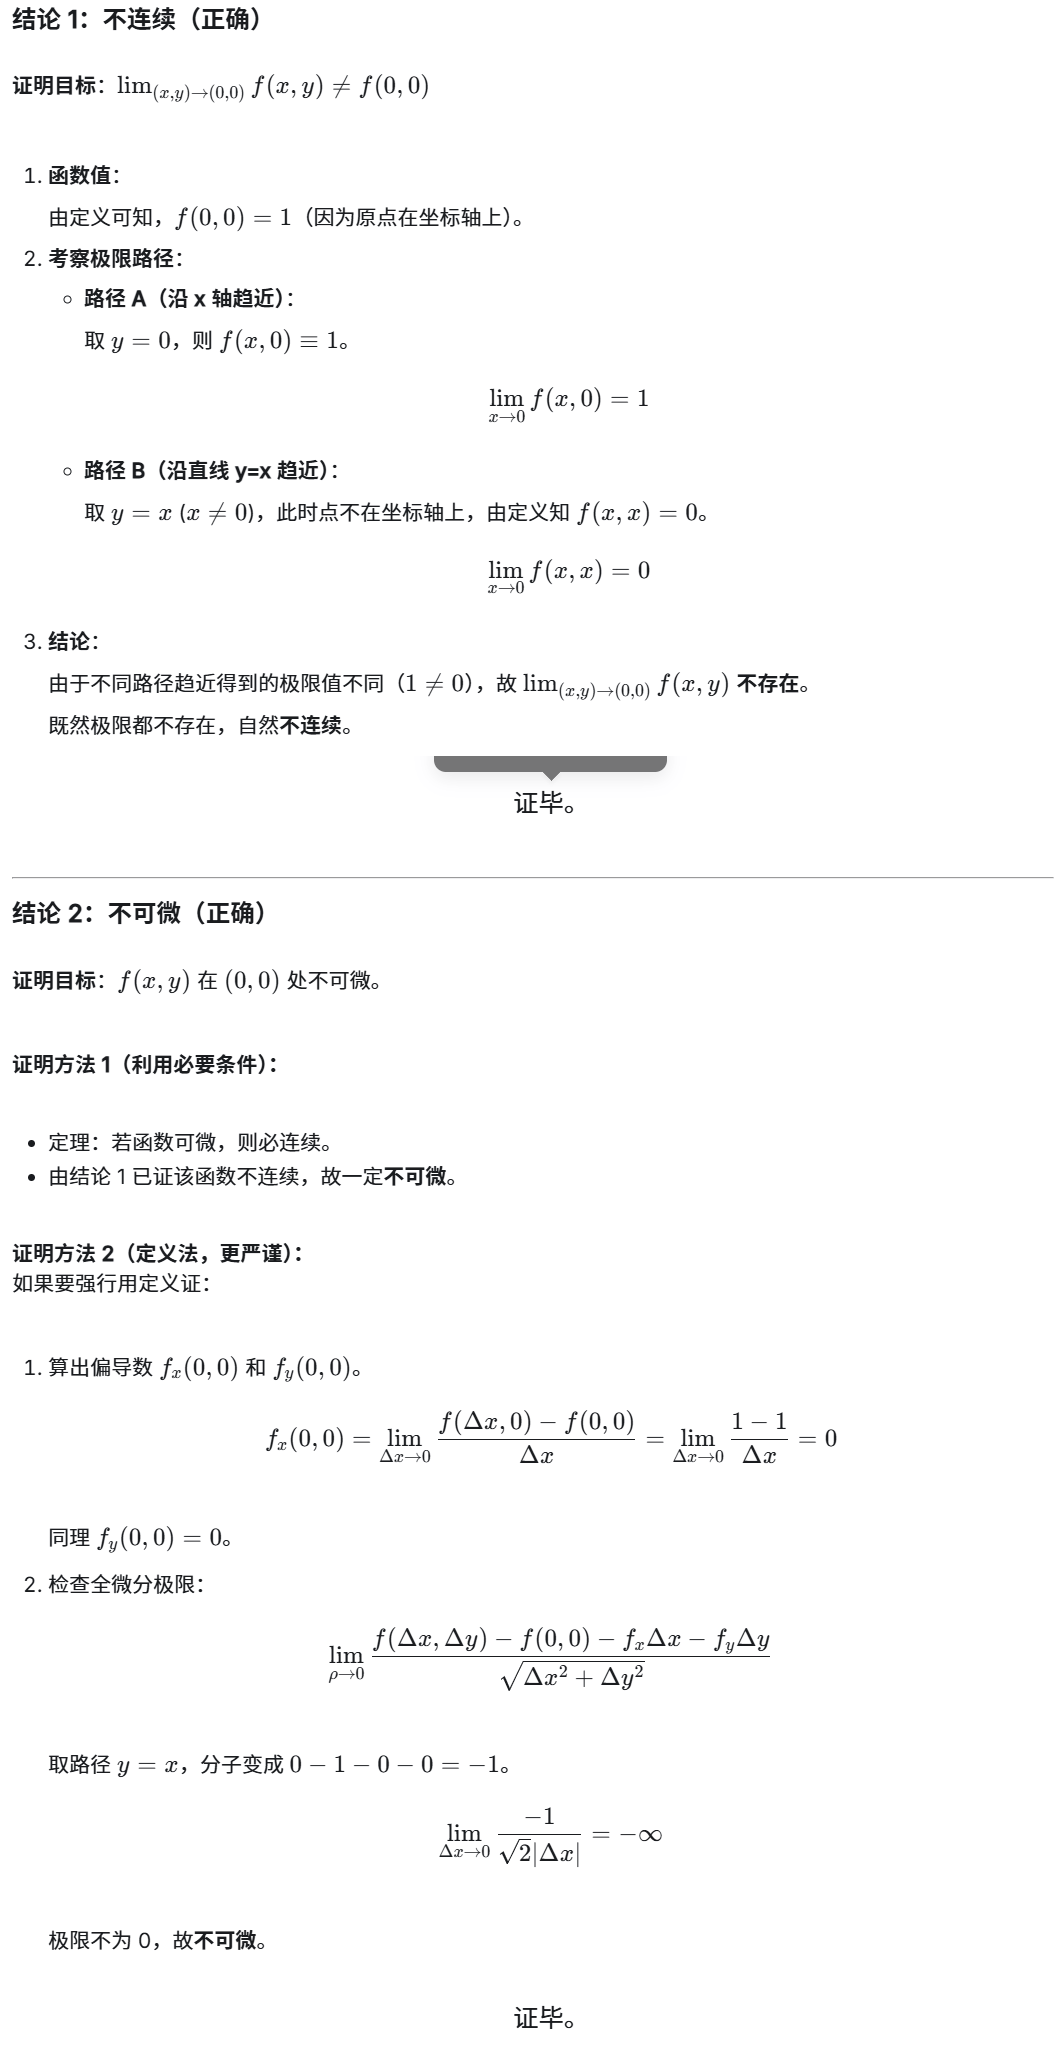 结论 1：不连续（正确）
证明目标：$\lim_{(x,y)\to(0,0)} f(x,y) \neq f(0,0)$
1. 函数值：
由定义可知，$f(0,0) = 1$（因为原点在坐标轴上）。
2. 考察极限路径：
◦ 路径 A（沿 x 轴趋近）：
取 $y = 0$，则 $f(x,0) \equiv 1$。
$\lim_{x\to 0} f(x,0) = 1$
◦ 路径 B（沿直线 y=x 趋近）：
取 $y = x$ ($x \neq 0$)，此时点不在坐标轴上，由定义知 $f(x,x) = 0$。
$\lim_{x\to 0} f(x,x) = 0$
3. 结论：
由于不同路径趋近得到的极限值不同（$1 \neq 0$），故 $\lim_{(x,y)\to(0,0)} f(x,y)$ 不存在。
既然极限都不存在，自然不连续。
证毕。
结论 2：不可微（正确）
证明目标：$f(x,y)$ 在 $(0,0)$ 处不可微。
证明方法 1（利用必要条件）：
• 定理：若函数可微，则必连续。
• 由结论 1 已证该函数不连续，故一定不可微。
证明方法 2（定义法，更严谨）：
如果要强行用定义证：
1. 算出偏导数 $f_x(0,0)$ 和 $f_y(0,0)$。
$f_x(0,0) = \lim_{\Delta x\to 0} \frac{f(\Delta x,0) - f(0,0)}{\Delta x} = \lim_{\Delta x\to 0} \frac{1-1}{\Delta x} = 0$
同理 $f_y(0,0) = 0$。
2. 检查全微分极限：
$\lim_{\rho\to 0} \frac{f(\Delta x,\Delta y) - f(0,0) - f_x\Delta x - f_y\Delta y}{\sqrt{\Delta x^2 + \Delta y^2}}$
取路径 $y = x$，分子变成 $0 - 1 - 0 - 0 = -1$。
$\lim_{\Delta x\to 0} \frac{-1}{\sqrt{2}|\Delta x|} = -\infty$
极限不为 0，故不可微。
证毕。